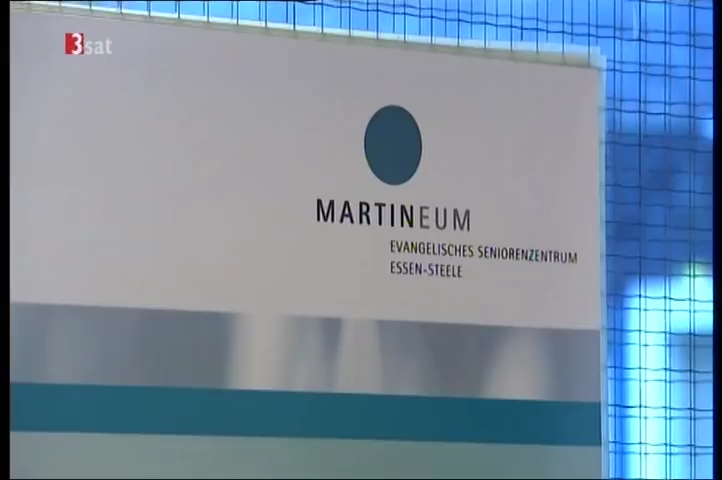 3sat
MARTINEUM
EVANGELISCHES SENIORENZENTRUM
ESSEN-STEELE